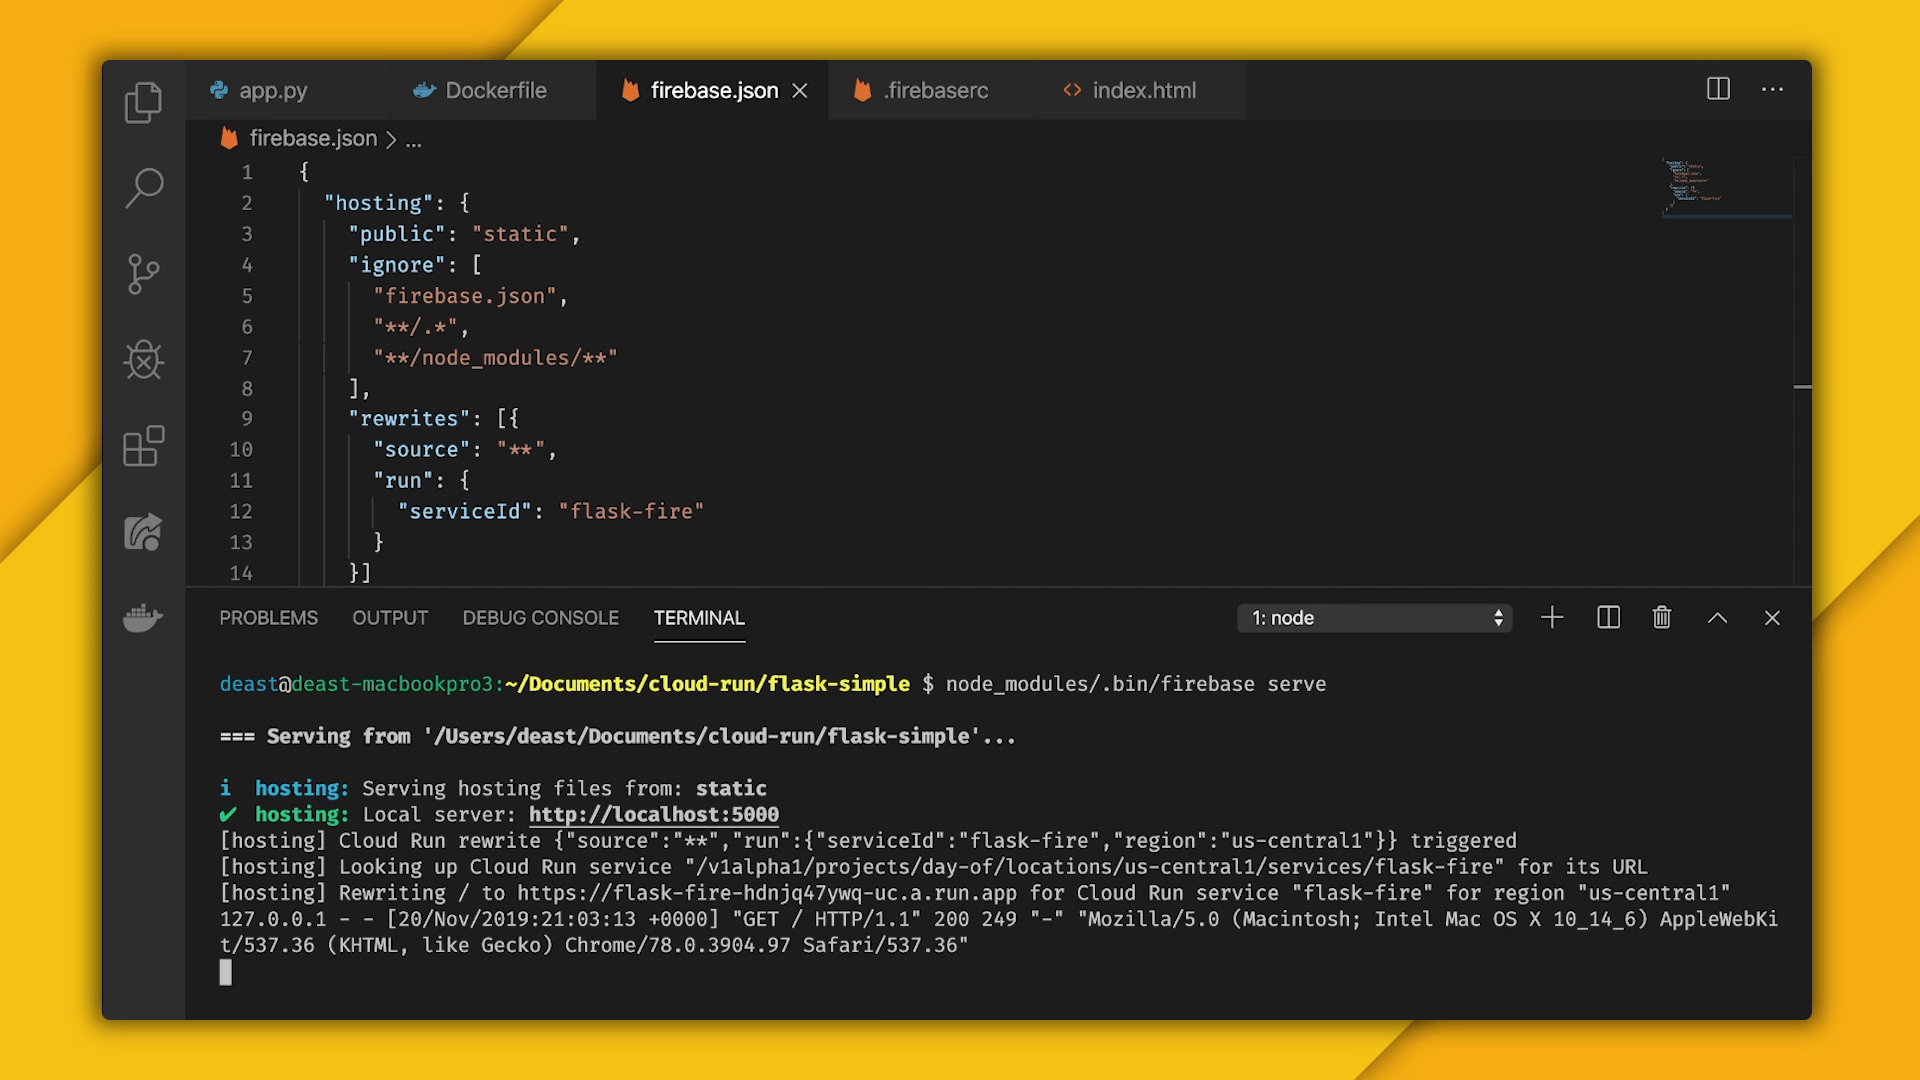 app.py Dockerfile firebase.json .firebaserc index.html
firebase.json > ...
1 {
2 "hosting": {
3 "public": "static",
4 "ignore": [
5 "firebase.json",
6 "**/.*",
7 "**/node_modules/**"
8 ],
9 "rewrites": [{
10 "source": "**",
11 "run": {
12 "serviceId": "flask-fire"
13 }
14 }]
PROBLEMS OUTPUT DEBUG CONSOLE TERMINAL 1: node
deast@deast-macbookpro3:~/Documents/cloud-run/flask-simple $ node_modules/.bin/firebase serve
=== Serving from '/Users/deast/Documents/cloud-run/flask-simple'...
i hosting: Serving hosting files from: static
✔ hosting: Local server: http://localhost:5000
[hosting] Cloud Run rewrite {"source":"**","run":{"serviceId":"flask-fire","region":"us-central1"}} triggered
[hosting] Looking up Cloud Run service "/v1alpha1/projects/day-of/locations/us-central1/services/flask-fire" for its URL
[hosting] Rewriting / to https://flask-fire-hdnjq47ywq-uc.a.run.app for Cloud Run service "flask-fire" for region "us-central1"
127.0.0.1 - - [20/Nov/2019:21:03:13 +0000] "GET / HTTP/1.1" 200 249 "-" "Mozilla/5.0 (Macintosh; Intel Mac OS X 10_14_6) AppleWebKi
t/537.36 (KHTML, like Gecko) Chrome/78.0.3904.97 Safari/537.36"